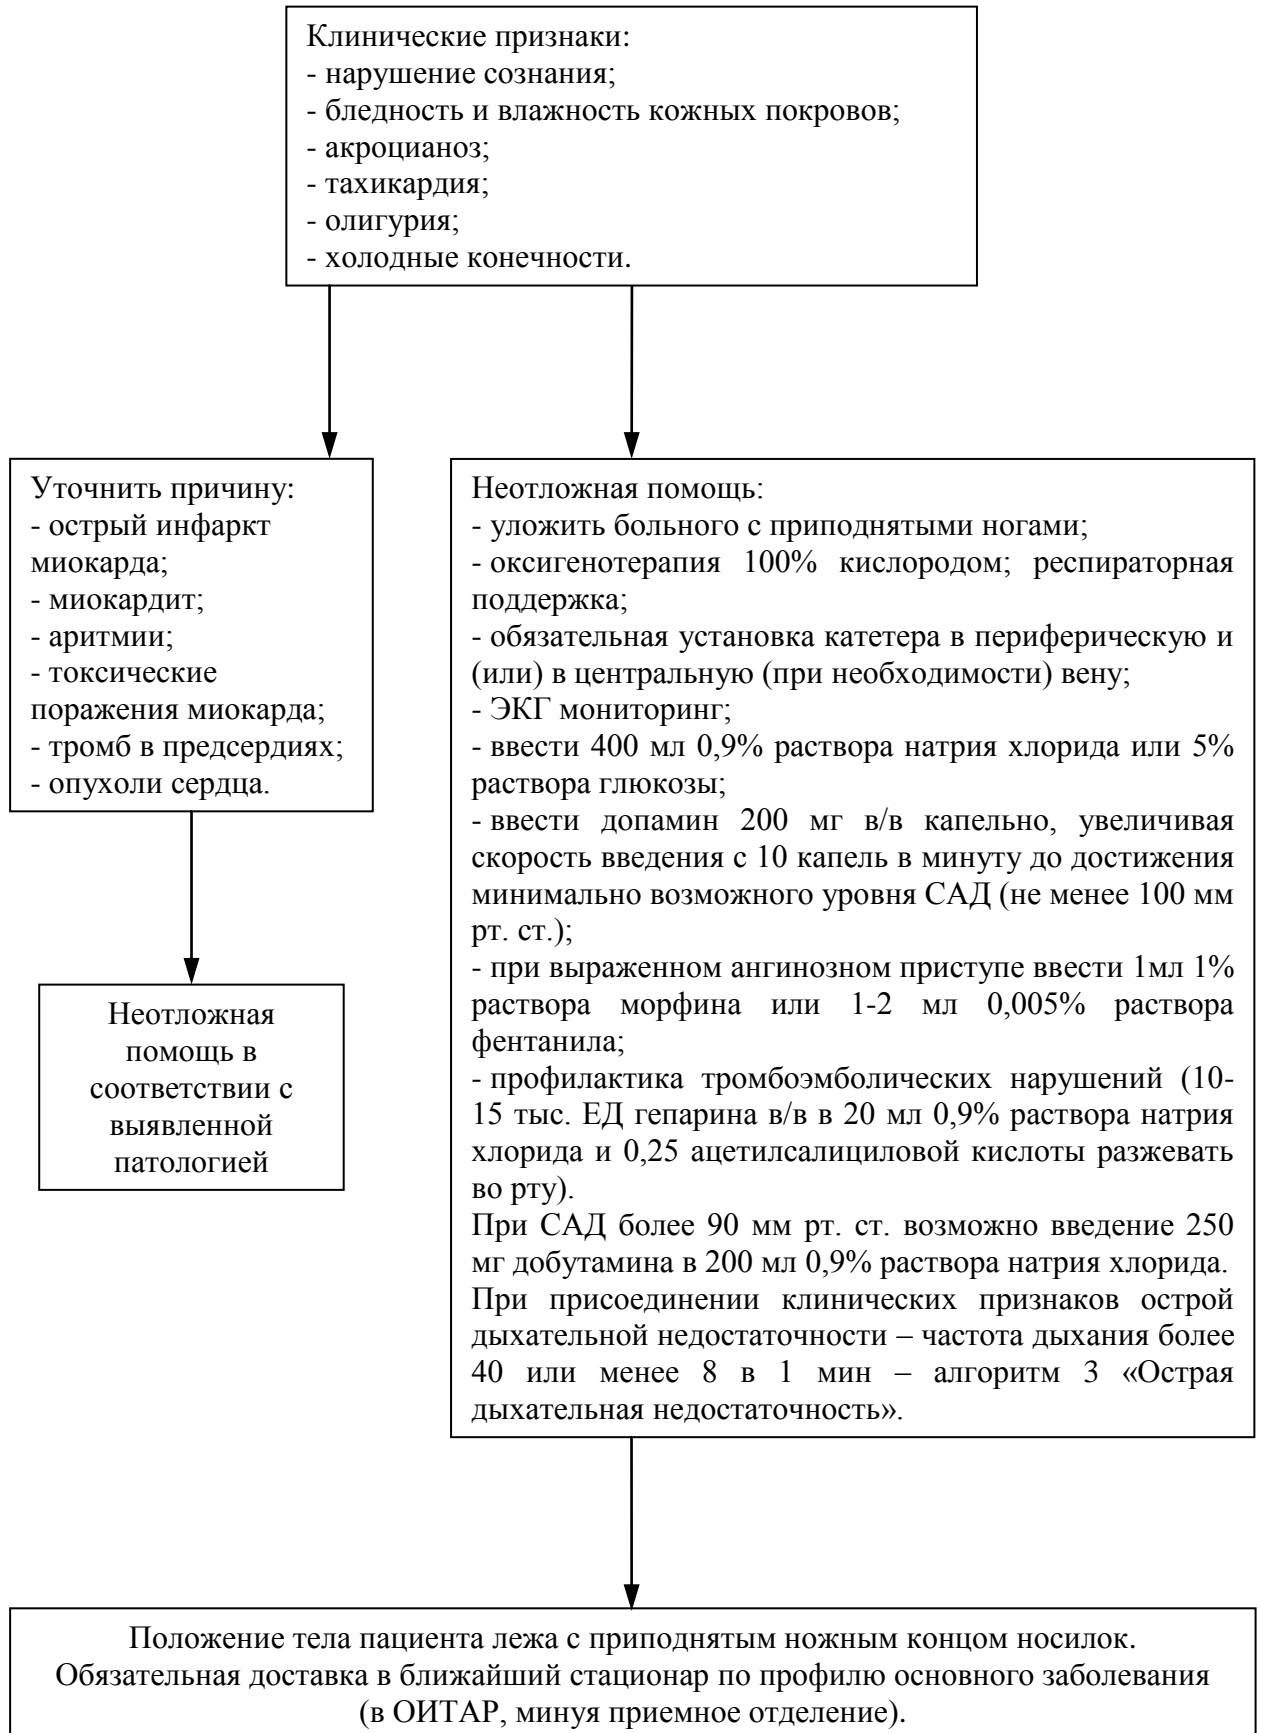 Клинические признаки:
- нарушение сознания;
- бледность и влажность кожных покровов;
- акроцианоз;
- тахикардия;
- олигурия;
- холодные конечности.
Уточнить причину:
- острый инфаркт
миокарда;
- миокардит;
- аритмии;
- токсические
поражения миокарда;
- тромб в предсердиях;
- опухоли сердца.
Неотложная
помощь в
соответствии с
выявленной
патологией
Неотложная помощь:
- уложить больного с приподнятыми ногами;
- оксигенотерапия 100% кислородом; респираторная
поддержка;
- обязательная установка катетера в периферическую и
(или) в центральную (при необходимости) вену;
- ЭКГ мониторинг;
- ввести 400 мл 0,9% раствора натрия хлорида или 5%
раствора глюкозы;
- ввести допамин 200 мг в/в капельно, увеличивая
скорость введения с 10 капель в минуту до достижения
минимально возможного уровня САД (не менее 100 мм
рт. ст.);
- при выраженном ангинозном приступе ввести 1мл 1%
раствора морфина или 1-2 мл 0,005% раствора
фентанила;
- профилактика тромбоэмболических нарушений (10-
15 тыс. ЕД гепарина в/в в 20 мл 0,9% раствора натрия
хлорида и 0,25 ацетилсалициловой кислоты разжевать
во рту).
При САД более 90 мм рт. ст. возможно введение 250
мг добутамина в 200 мл 0,9% раствора натрия хлорида.
При присоединении клинических признаков острой
дыхательной недостаточности – частота дыхания более
40 или менее 8 в 1 мин – алгоритм 3 «Острая
дыхательная недостаточность».
Положение тела пациента лежа с приподнятым ножным концом носилок.
Обязательная доставка в ближайший стационар по профилю основного заболевания
(в ОИТАР, минуя приемное отделение).